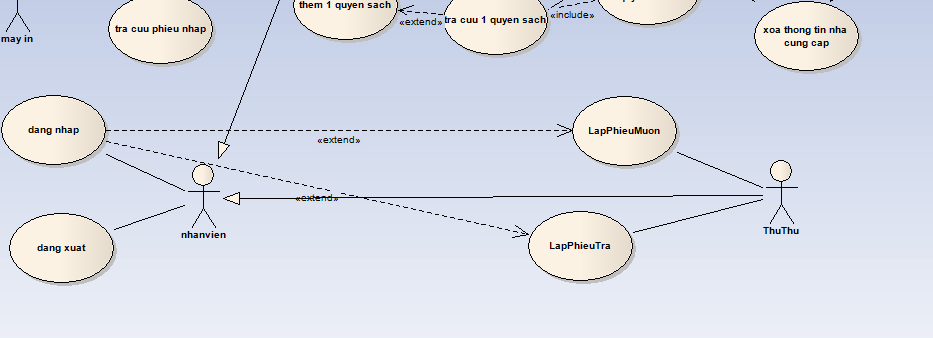 them 1 quyen sach
tra cuu phieu nhap
«extend»
tra cuu 1 quyen sach
«include»
xoa thong tin nha
cung cap
may in
dang nhap
«extend»
LapPhieuMuon
«extend»
nhanvien
ThuThu
dang xuat
LapPhieuTra